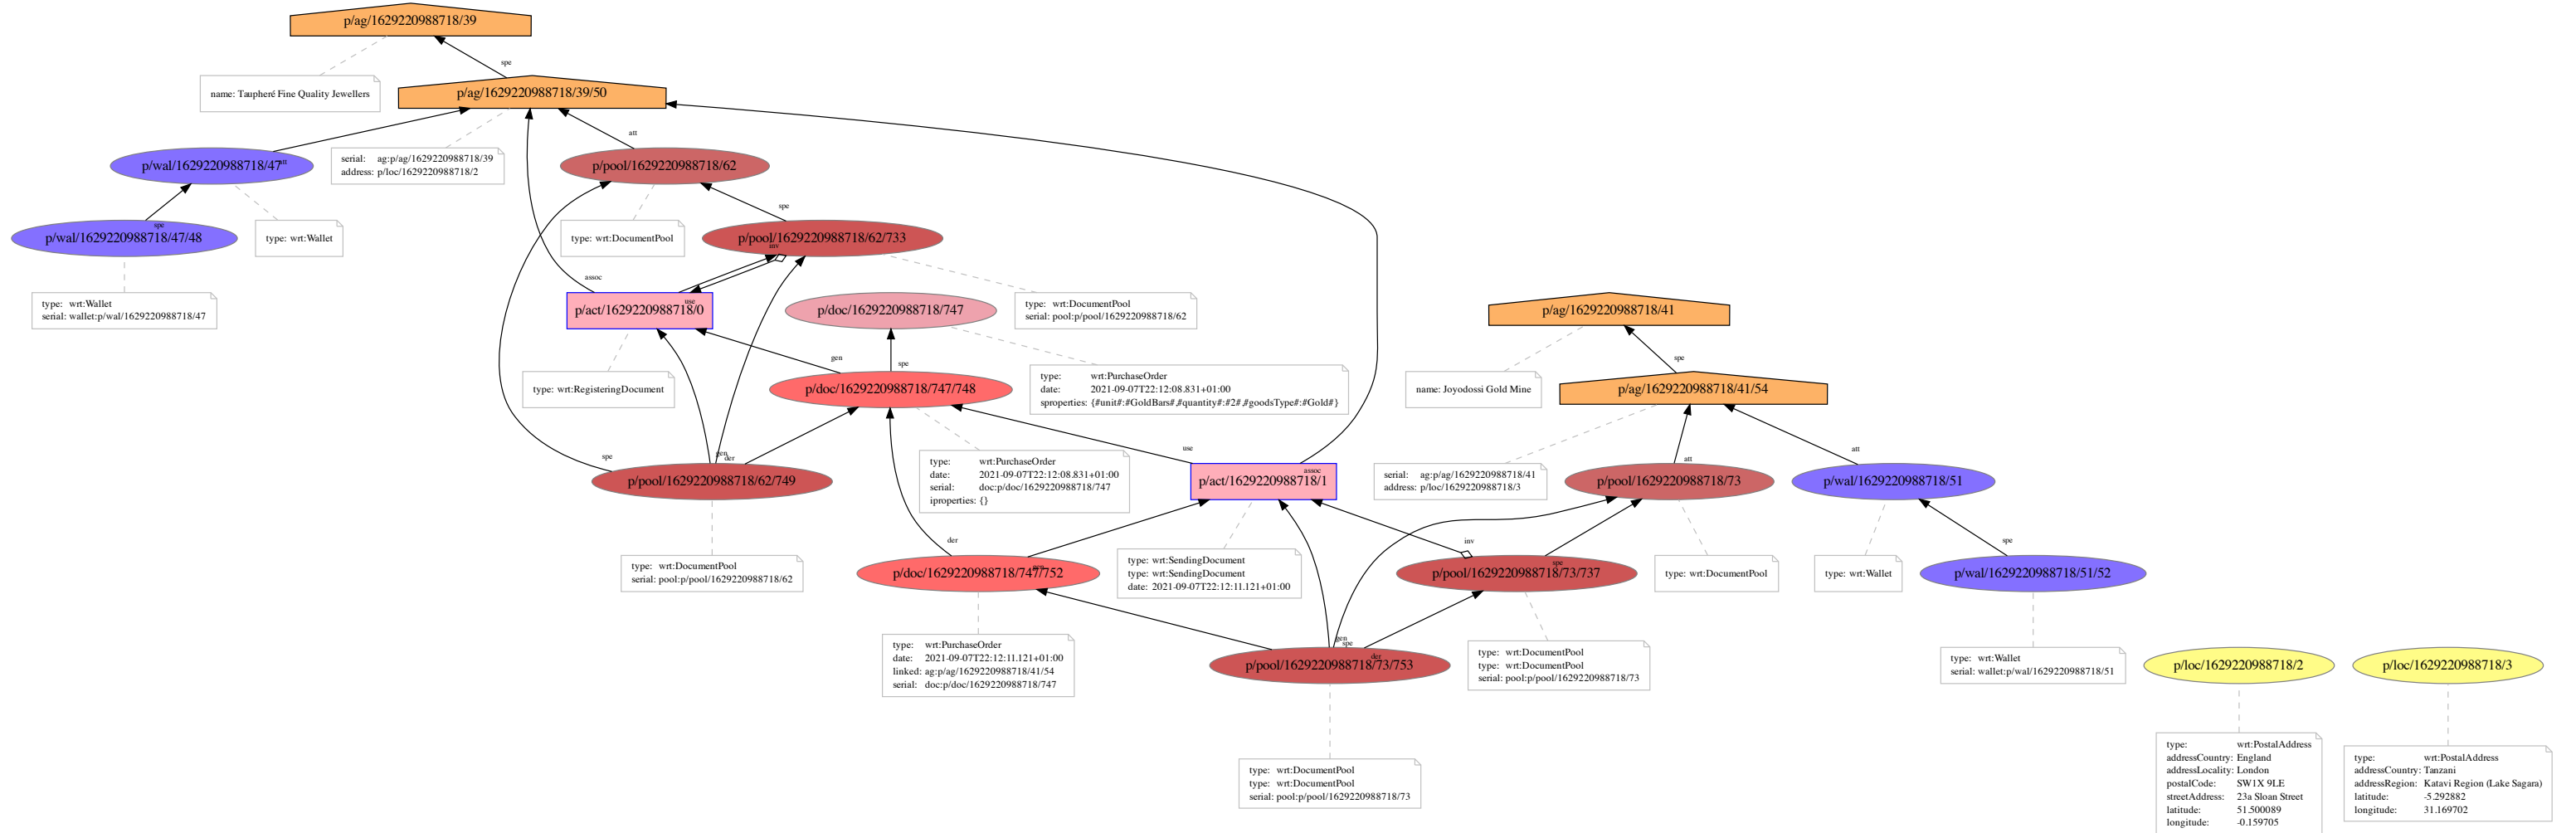 p/ag/1629220988718/39
spe
name: Taupheré Fine Quality Jewellers
p/ag/1629220988718/39/50
att
p/wal/1629220988718/47
att
serial: ag:p/ag/1629220988718/39
address: p/loc/1629220988718/2
p/pool/1629220988718/62
spe
p/wal/1629220988718/47/48
spe
type: wrt:Wallet
type: wrt:DocumentPool
p/pool/1629220988718/62/733
inv
assoc
type: wrt:Wallet
serial: wallet:p/wal/1629220988718/47
p/act/1629220988718/0
use
p/doc/1629220988718/747
type: wrt:DocumentPool
serial: pool:p/pool/1629220988718/62
p/ag/1629220988718/41
gen
spe
spe
type: wrt:RegisteringDocument
p/doc/1629220988718/747/748
type: wrt:PurchaseOrder
date: 2021-09-07T22:12:08.831+01:00
sproperties: {#unit#:#GoldBars#,#quantity#:#2#,#goodsType#:#Gold#}
name: Joyodossi Gold Mine
p/ag/1629220988718/41/54
spe
gen
der
use
att
att
p/pool/1629220988718/62/749
type: wrt:PurchaseOrder
date: 2021-09-07T22:12:08.831+01:00
serial: doc:p/doc/1629220988718/747
iproperties: {}
assoc
p/act/1629220988718/1
serial: ag:p/ag/1629220988718/41
address: p/loc/1629220988718/3
p/pool/1629220988718/73
p/wal/1629220988718/51
der
inv
spe
type: wrt:DocumentPool
serial: pool:p/pool/1629220988718/62
p/doc/1629220988718/747/752
gen
type: wrt:SendingDocument
type: wrt:SendingDocument
date: 2021-09-07T22:12:11.121+01:00
p/pool/1629220988718/73/737
spe
type: wrt:DocumentPool
type: wrt:Wallet
p/wal/1629220988718/51/52
gen
spe
der
type: wrt:PurchaseOrder
date: 2021-09-07T22:12:11.121+01:00
linked: ag:p/ag/1629220988718/41/54
serial: doc:p/doc/1629220988718/747
p/pool/1629220988718/73/753
type: wrt:DocumentPool
type: wrt:DocumentPool
serial: pool:p/pool/1629220988718/73
type: wrt:Wallet
serial: wallet:p/wal/1629220988718/51
p/loc/1629220988718/2
p/loc/1629220988718/3
type: wrt:DocumentPool
type: wrt:DocumentPool
serial: pool:p/pool/1629220988718/73
type: wrt:PostalAddress
addressCountry: England
addressLocality: London
postalCode: SW1X 9LE
streetAddress: 23a Sloan Street
latitude: 51.500089
longitude: -0.159705
type: wrt:PostalAddress
addressCountry: Tanzani
addressRegion: Katavi Region (Lake Sagara)
latitude: -5.292882
longitude: 31.169702